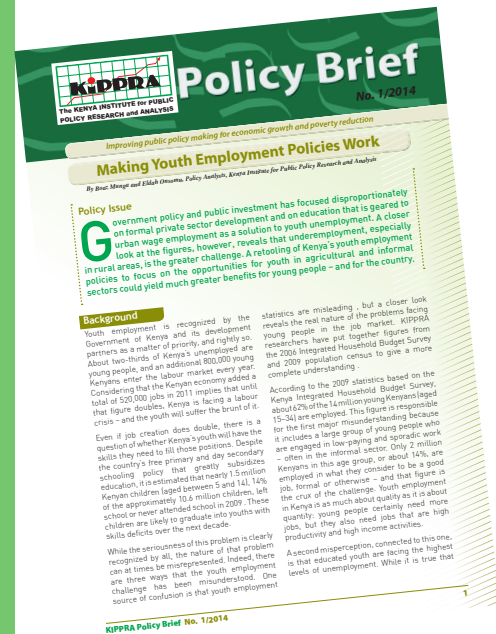 KIPPRA
The KENYA INSTITUTE for PUBLIC
POLICY RESEARCH and ANALYSIS
Policy Brief
No. 1/2014
Improving public policy making for economic growth and poverty reduction
Making Youth Employment Policies Work
By Boaz Munga and Eldah Onsomu, Policy Analysts, Kenya Institute for Public Policy Research and Analysis
Policy Issue
Government policy and public investment has focused disproportionately
on formal private sector development and on education that is geared to
urban wage employment as a solution to youth unemployment. A closer
look at the figures, however, reveals that underemployment, especially
in rural areas, is the greater challenge. A retooling of Kenya's youth employment
policies to focus on the opportunities for youth in agricultural and informal
sectors could yield much greater benefits for young people – and for the country.
Background
Youth employment is recognized by the
Government of Kenya and its development
partners as a matter of priority, and rightly so.
About two-thirds of Kenya's unemployed are
young people, and an additional 800,000 young
Kenyans enter the labour market every year.
Considering that the Kenyan economy added a
total of 520,000 jobs in 2011 implies that until
that figure doubles, Kenya is facing a labour
crisis – and the youth will suffer the brunt of it.
Even if job creation does double, there is a
question of whether Kenya's youth will have the
skills they need to fill those positions. Despite
the country's free primary and day secondary
schooling policy that greatly subsidizes
education, it is estimated that nearly 1.5 million
Kenyan children (aged between 5 and 14), 14%
of the approximately 10.6 million children, left
school or never attended school in 2009. These
children are likely to graduate into youths with
skills deficits over the next decade.
While the seriousness of this problem is clearly
recognized by all, the nature of that problem
can at times be misrepresented. Indeed, there
are three ways that the youth employment
challenge has been misunderstood. One
source of confusion is that youth employment
statistics are misleading , but a closer look
reveals the real nature of the problems facing
young people in the job market. KIPPRA
researchers have put together figures from
the 2006 Integrated Household Budget Survey
and 2009 population census to give a more
complete understanding .
According to the 2009 statistics based on the
Kenya Integrated Household Budget Survey,
about 62% of the 14 million young Kenyans (aged
15–34) are employed. This figure is responsible
for the first major misunderstanding because
it includes a large group of young people who
are engaged in low-paying and sporadic work
– often in the informal sector. Only 2 million
Kenyans in this age group, or about 14%, are
employed in what they consider to be a good
job, formal or otherwise – and that figure is
the crux of the challenge. Youth employment
in Kenya is as much about quality as it is about
quantity: young people certainly need more
jobs, but they also need jobs that are high
productivity and high income activities.
A second misperception, connected to this one,
is that educated youth are facing the highest
levels of unemployment. While it is true that
1
KIPPRA Policy Brief No. 1/2014